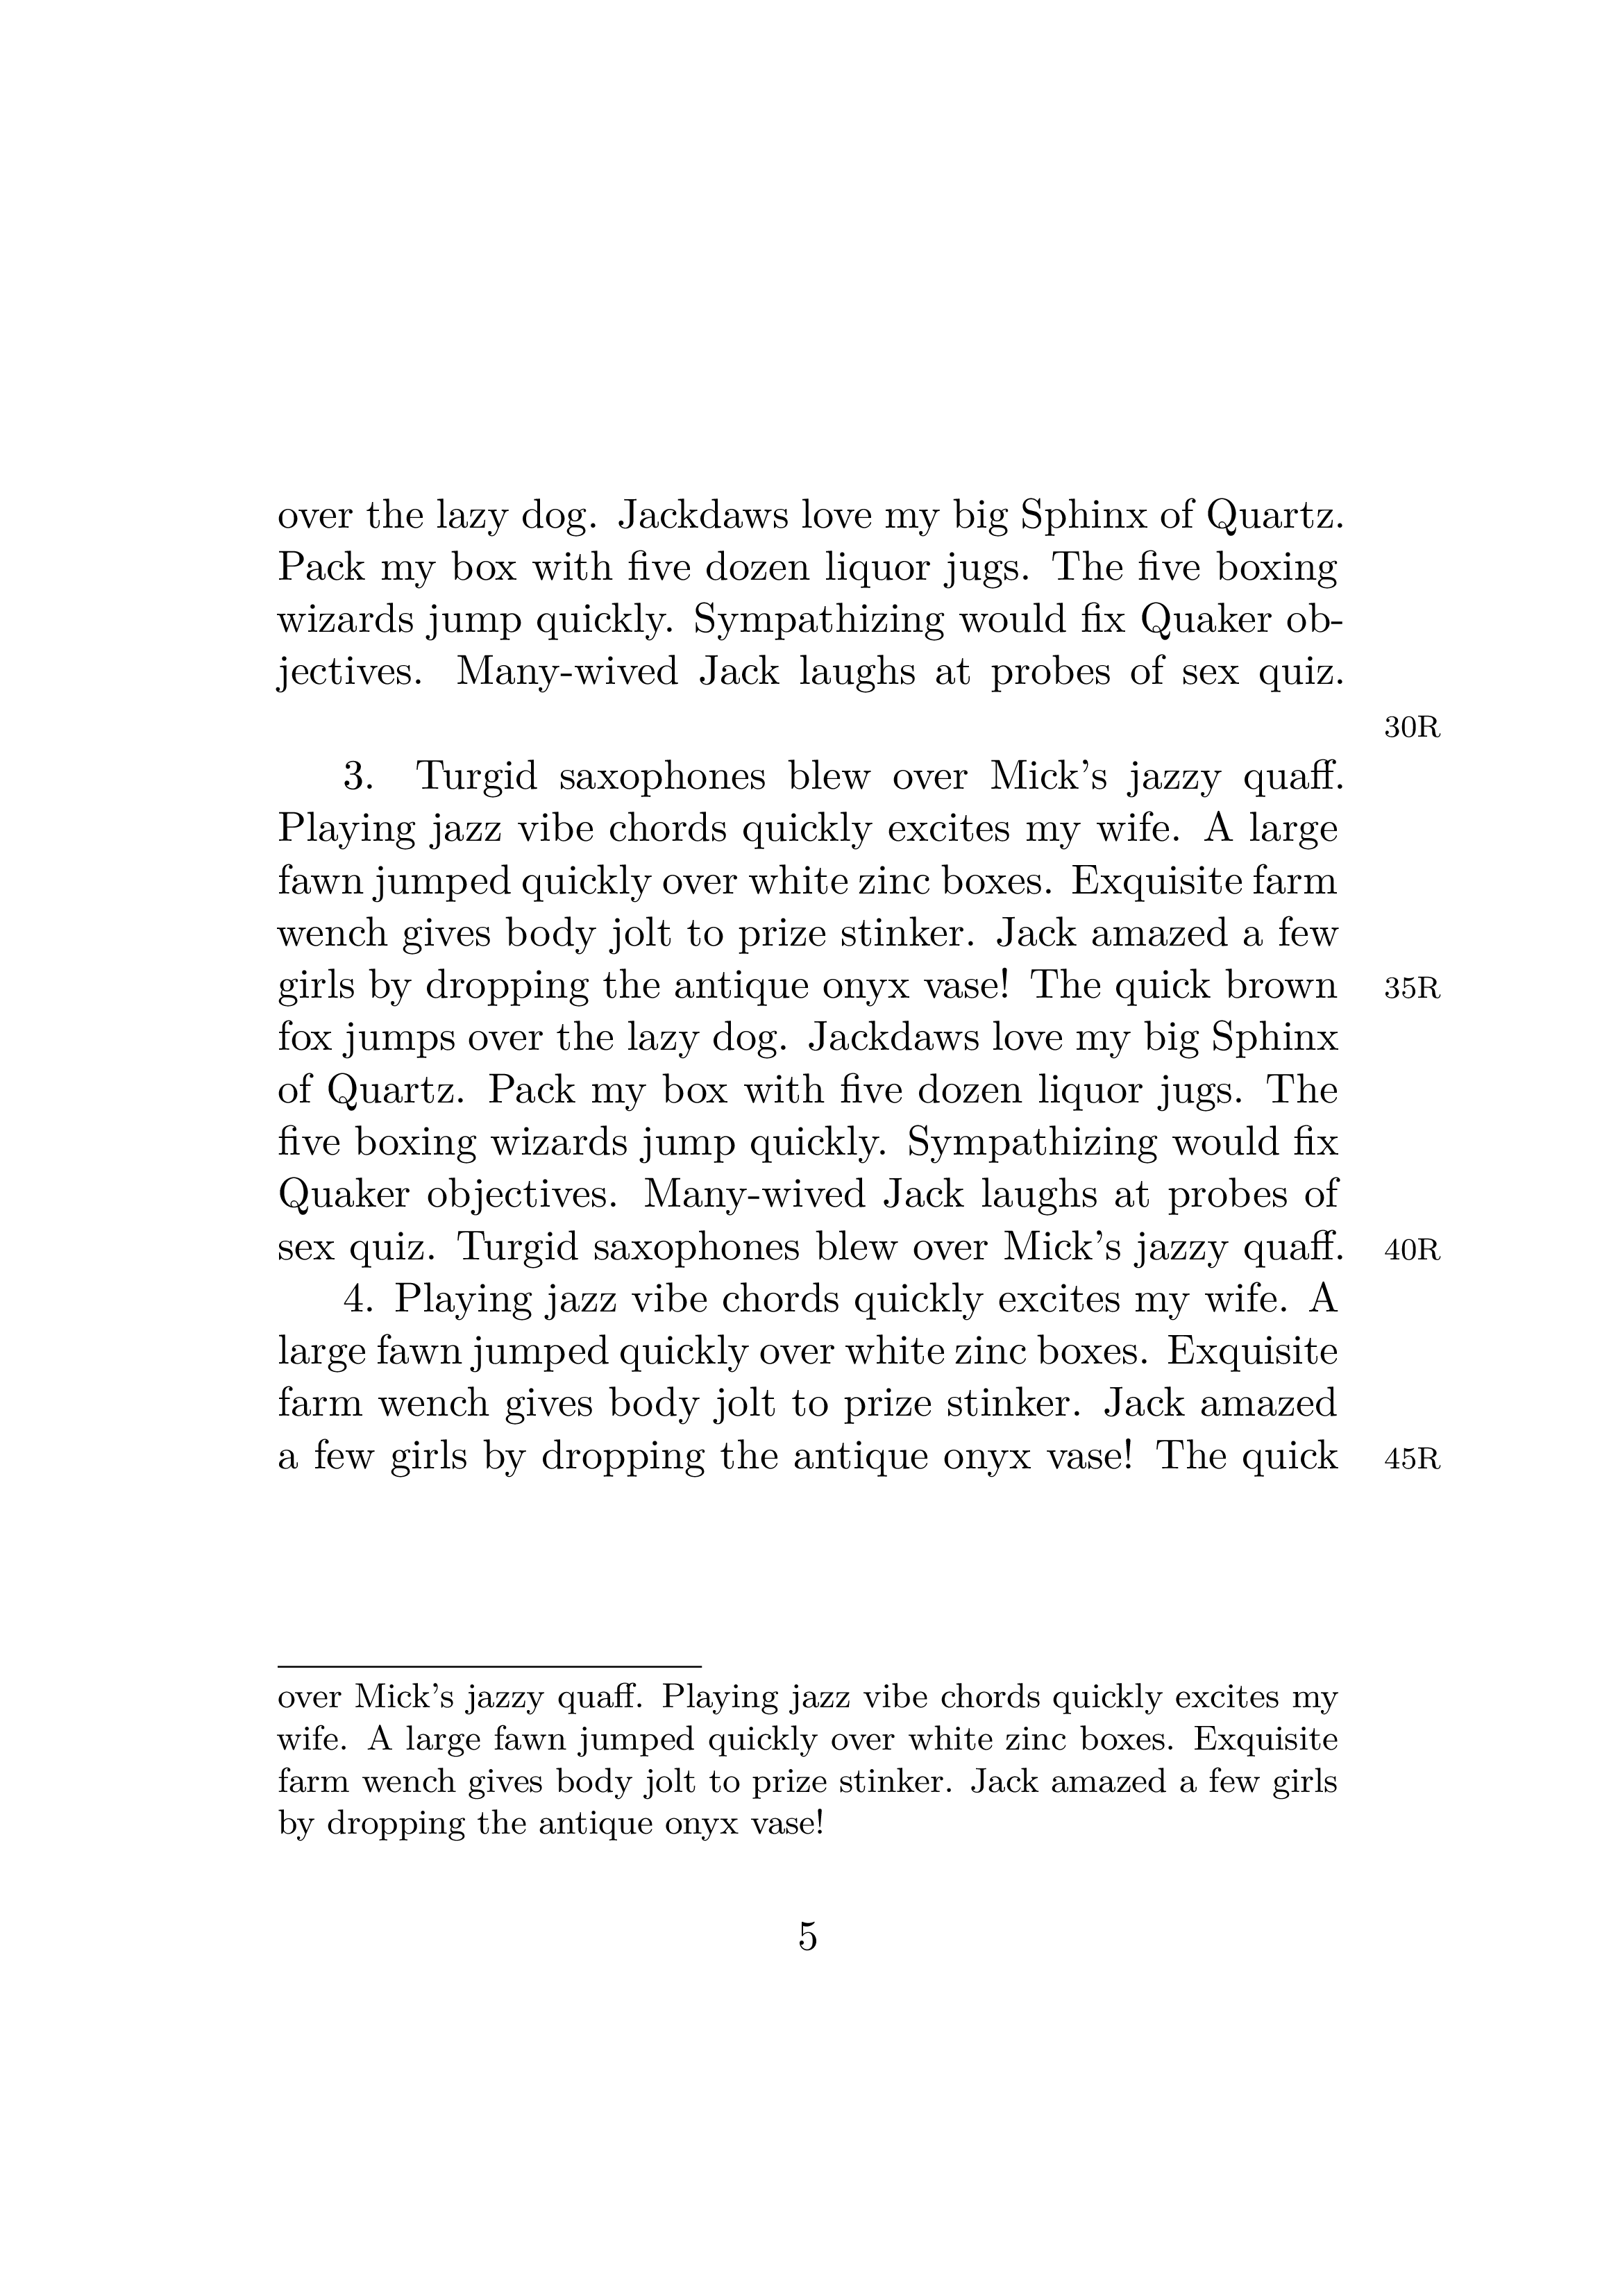 over the lazy dog. Jackdaws love my big Sphinx of Quartz.
Pack my box with five dozen liquor jugs. The five boxing
wizards jump quickly. Sympathizing would fix Quaker ob-
jectives. Many-wived Jack laughs at probes of sex quiz.
30R
3. Turgid saxophones blew over Mick's jazzy quaff.
Playing jazz vibe chords quickly excites my wife. A large
fawn jumped quickly over white zinc boxes. Exquisite farm
wench gives body jolt to prize stinker. Jack amazed a few
girls by dropping the antique onyx vase! The quick brown 35R
fox jumps over the lazy dog. Jackdaws love my big Sphinx
of Quartz. Pack my box with five dozen liquor jugs. The
five boxing wizards jump quickly. Sympathizing would fix
Quaker objectives. Many-wived Jack laughs at probes of
sex quiz. Turgid saxophones blew over Mick's jazzy quaff. 40R
4. Playing jazz vibe chords quickly excites my wife. A
large fawn jumped quickly over white zinc boxes. Exquisite
farm wench gives body jolt to prize stinker. Jack amazed
a few girls by dropping the antique onyx vase! The quick 45R
over Mick's jazzy quaff. Playing jazz vibe chords quickly excites my
wife. A large fawn jumped quickly over white zinc boxes. Exquisite
farm wench gives body jolt to prize stinker. Jack amazed a few girls
by dropping the antique onyx vase!
5